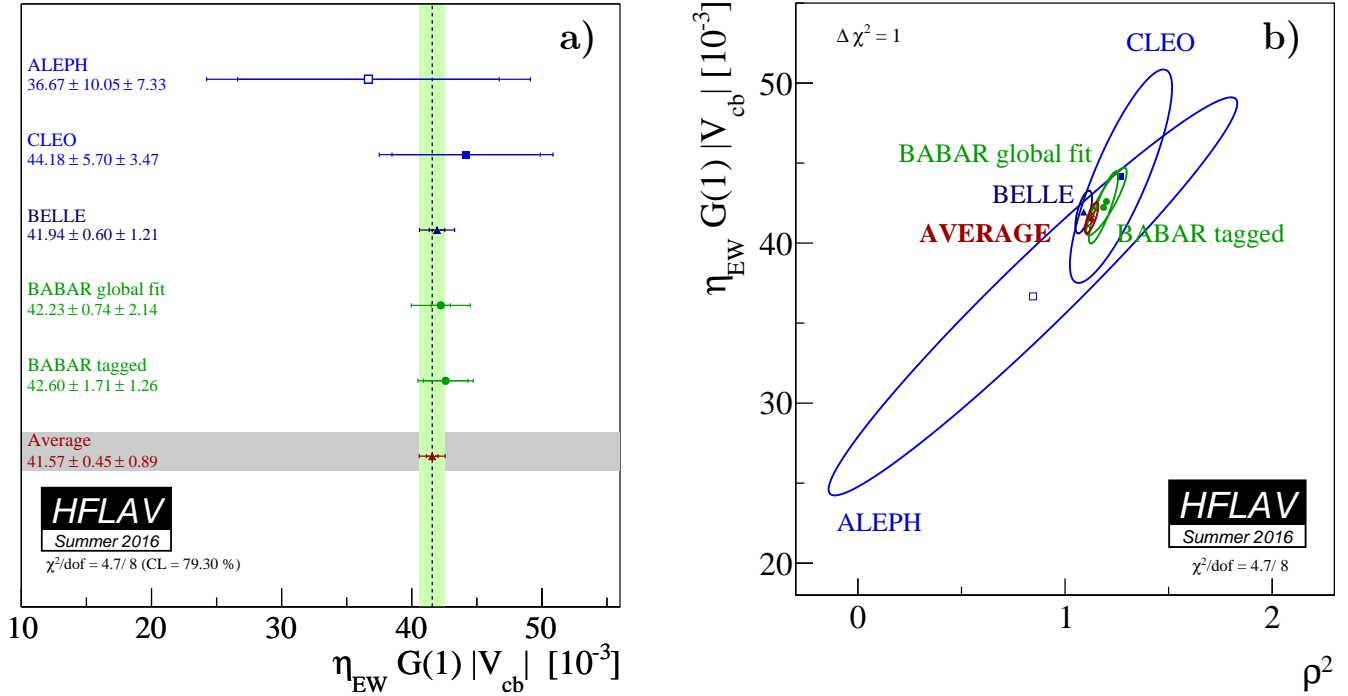 a)
ALEPH
36.67 ± 10.05 ± 7.33
CLEO
44.18 ± 5.70 ± 3.47
BELLE
41.94 ± 0.60 ± 1.21
BABAR global fit
42.23 ± 0.74 ± 2.14
BABAR tagged
42.60 ± 1.71 ± 1.26
Average
41.57 ± 0.45 ± 0.89
HFLAV
Summer 2016
χ²/dof = 4.7/ 8 (CL = 79.30 %)
10 20 30 40 50
η_EW G(1) |V_cb| [10⁻³]
b)
η_EW G(1) |V_cb| [10⁻³]
Δ χ² = 1
CLEO
50
BABAR global fit
BELLE
AVERAGE
BABAR tagged
40
30
ALEPH
20
HFLAV
Summer 2016
χ²/dof = 4.7/ 8
0 1 2
ρ²